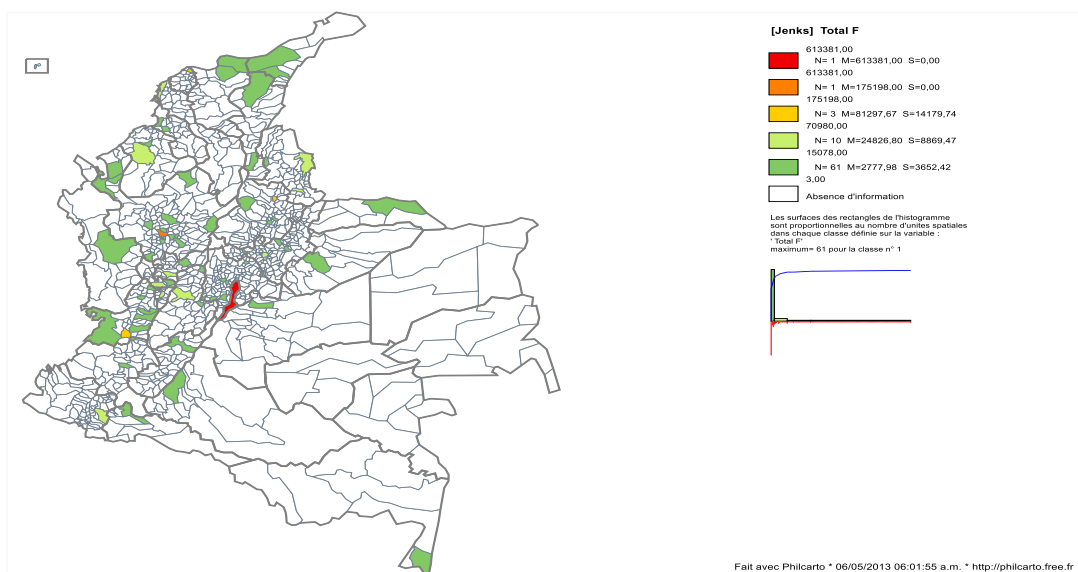 [Jenks] Total F
613381,00
N= 1 M=613381,00 S=0,00
613381,00
N= 1 M=175198,00 S=0,00
175198,00
N= 3 M=81297,67 S=14179,74
70980,00
N= 10 M=24826,80 S=8869,47
15078,00
N= 61 M=2777,98 S=3652,42
3,00
Absence d'information
Les surfaces des rectangles de l'histogramme
sont proportionnelles au nombre d'unites spatiales
dans chaque classe définie sur la variable :
' Total F'
maximum= 61 pour la classe n° 1
Fait avec Philcarto * 06/05/2013 06:01:55 a.m. * http://philcarto.free.fr